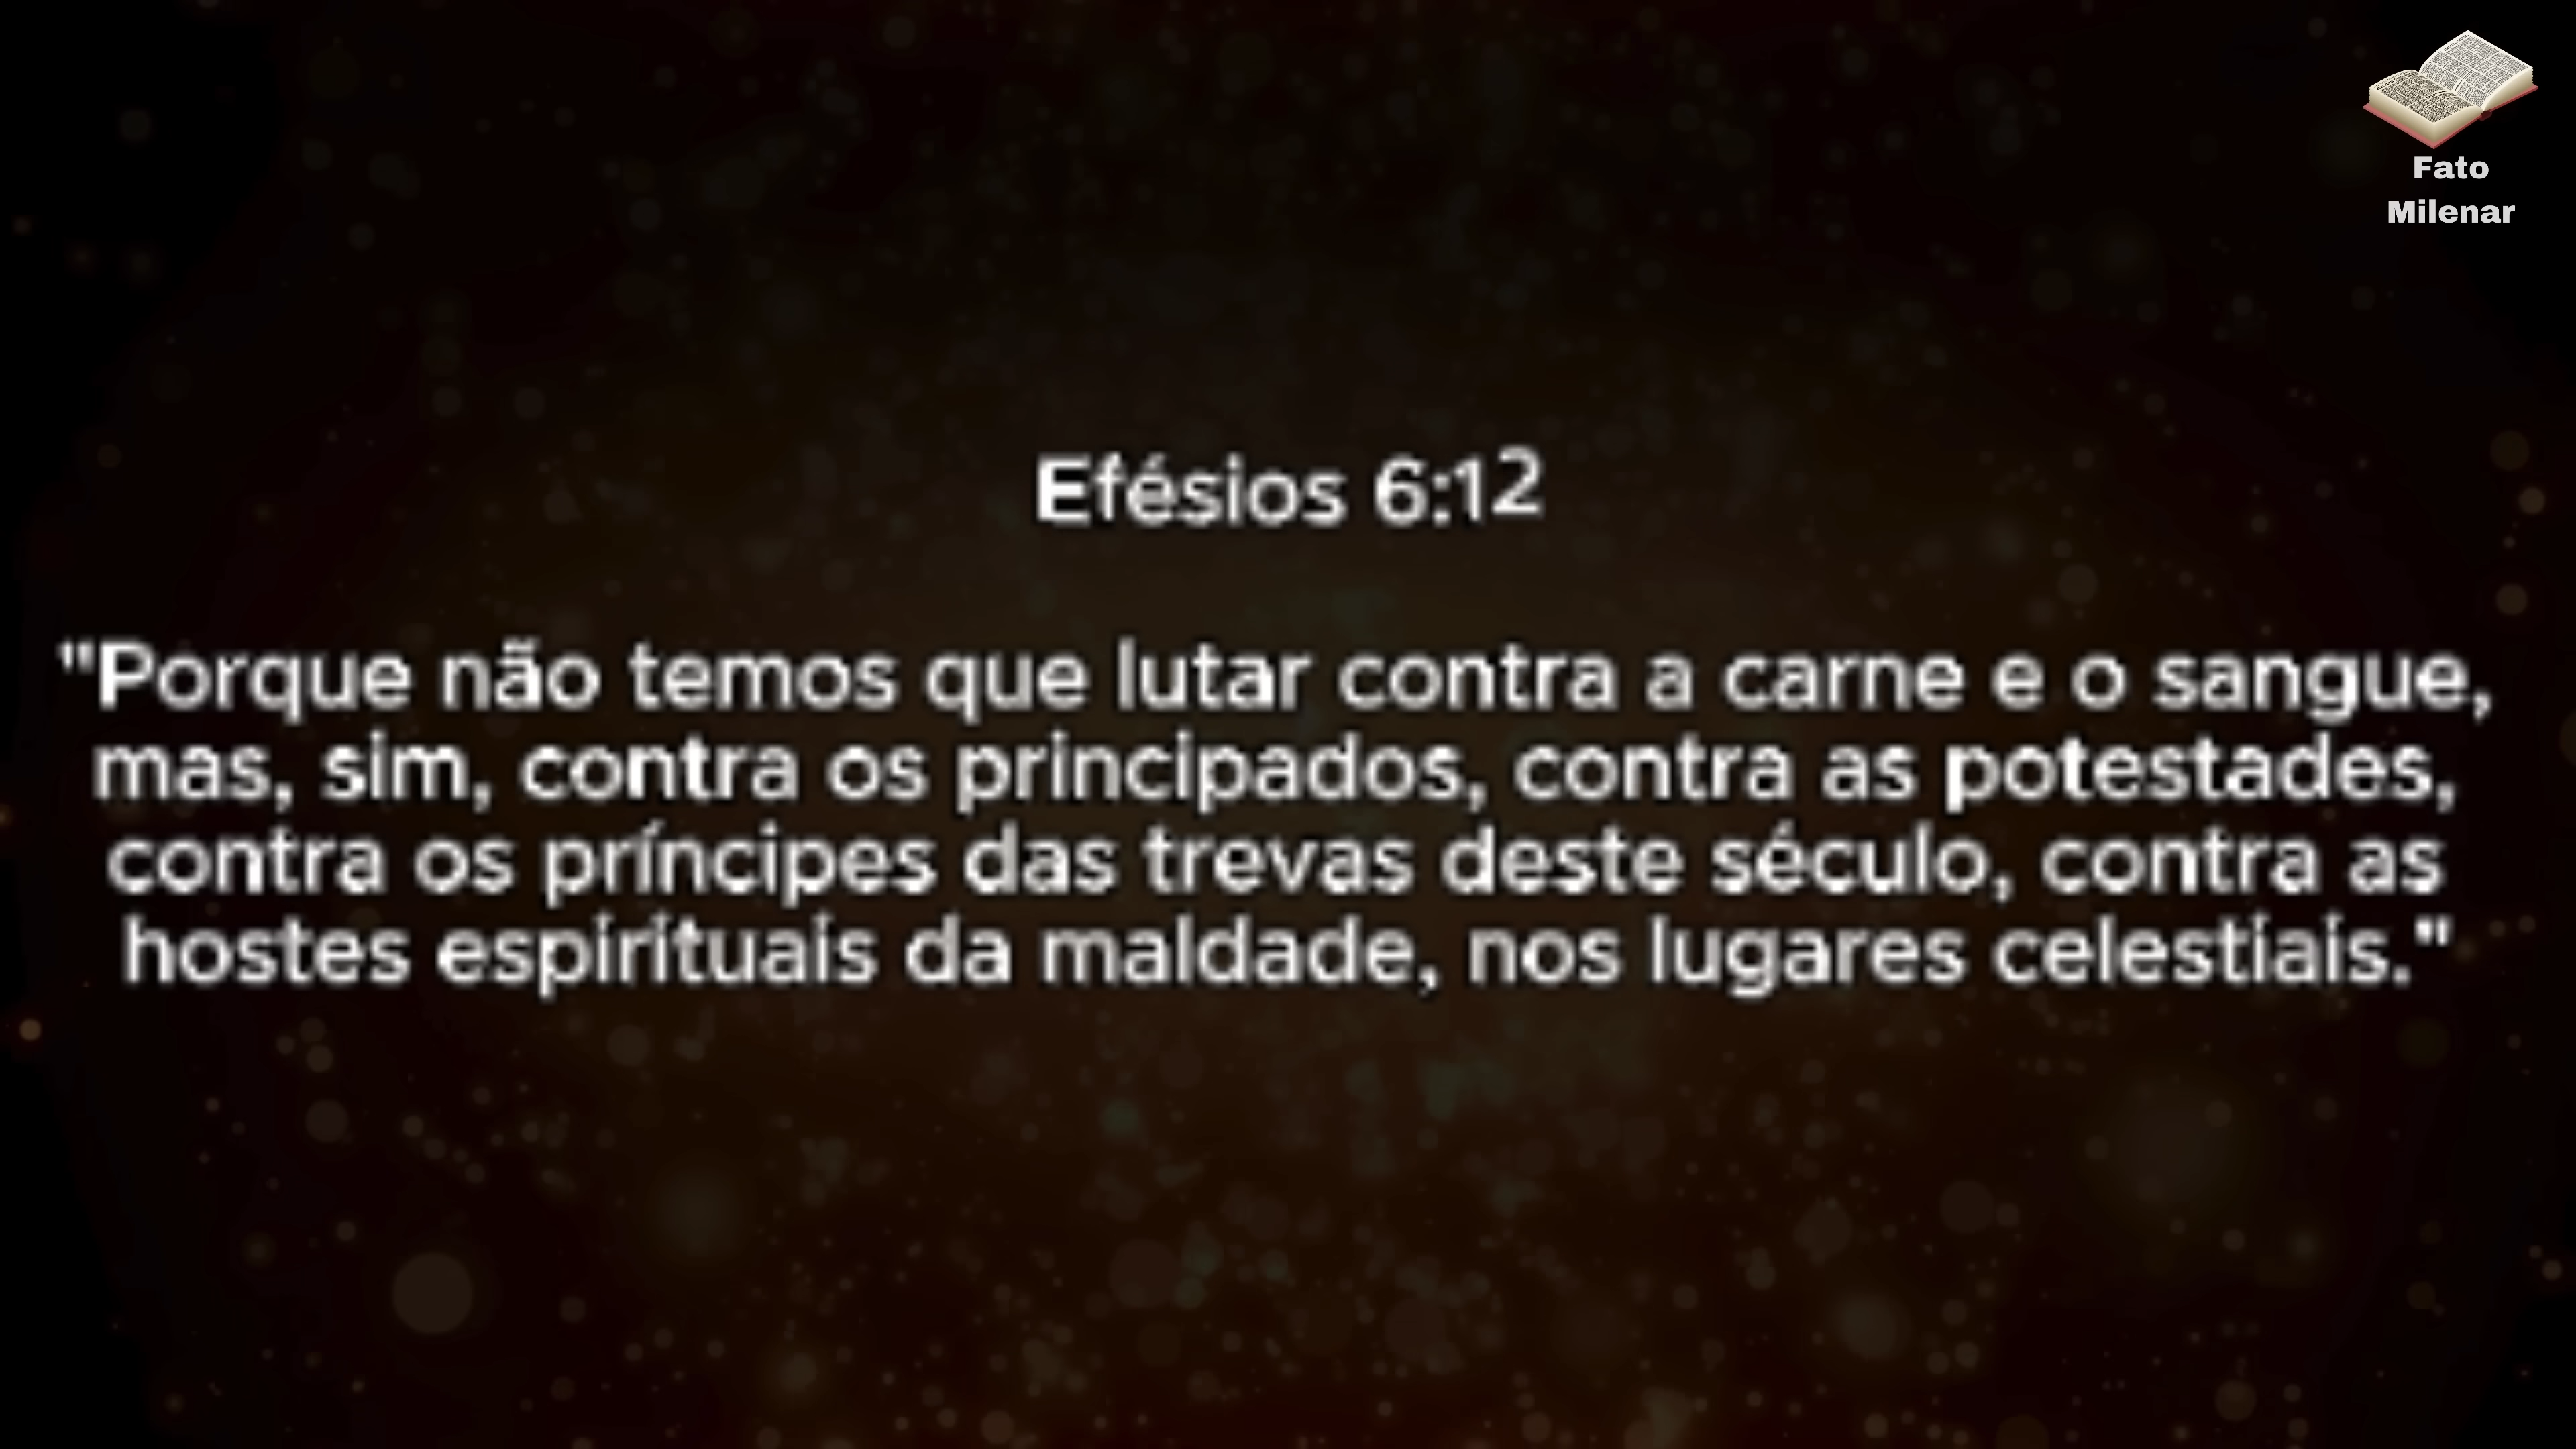 Fato
Milenar
Efésios 6:12
"Porque não temos que lutar contra a carne e o sangue,
mas, sim, contra os principados, contra as potestades,
contra os príncipes das trevas deste século, contra as
hostes espirituais da maldade, nos lugares celestiais."